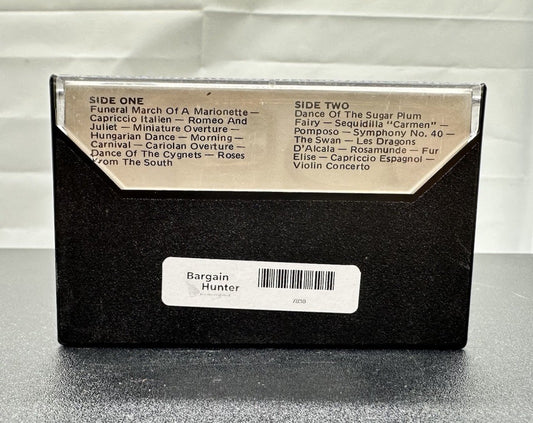 SIDE ONE
Funeral March Of A Marionette —
Capriccio Italien — Romeo And
Juliet — Miniature Overture —
Hungarian Dance — Morning —
Carnival — Cariolan Overture —
Dance Of The Cygnets — Roses
From The South
SIDE TWO
Dance Of The Sugar Plum
Fairy — Sequidilla "Carmen" —
Pomposo — Symphony No. 40 —
The Swan — Les Dragons
D'Alcala — Rosamunde — Fur
Elise — Capriccio Espagnol —
Violin Concerto
Bargain
Hunter